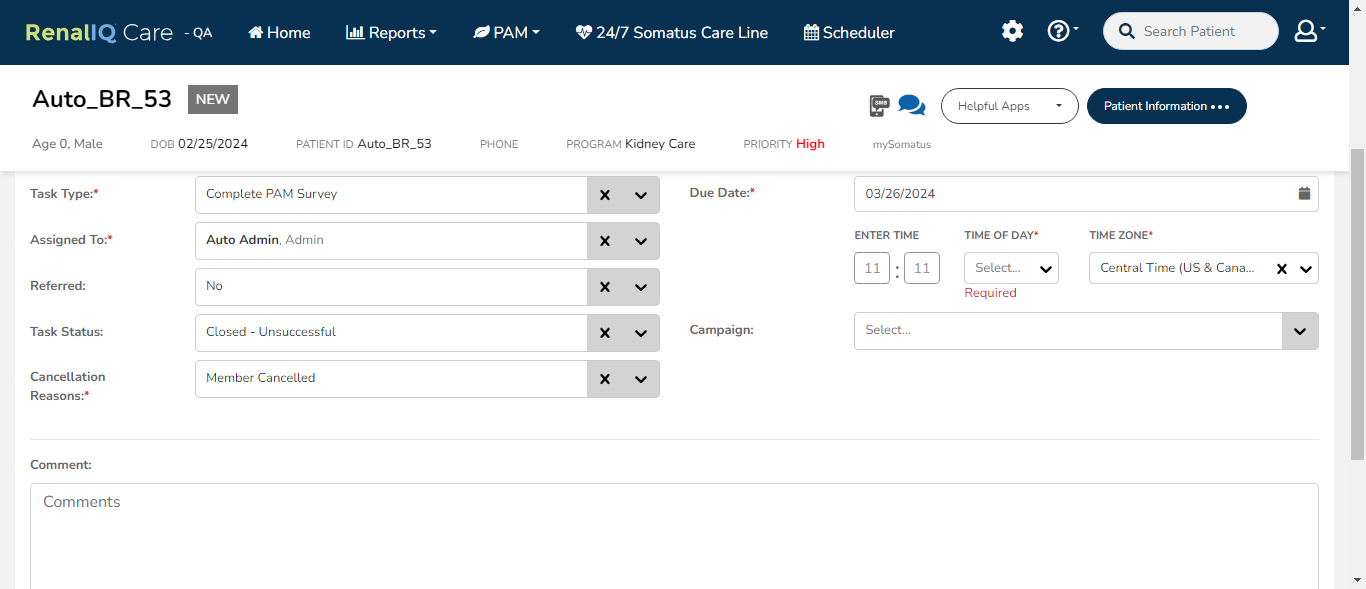 RenalIQ Care - QA Home Reports PAM 24/7 Somatus Care Line Scheduler Search Patient
Auto_BR_53 NEW
SMS Helpful Apps Patient Information •••
Age 0, Male DOB 02/25/2024 PATIENT ID Auto_BR_53 PHONE PROGRAM Kidney Care PRIORITY High mySomatus
Task Type:* Complete PAM Survey
Due Date:* 03/26/2024
Assigned To:* Auto Admin, Admin
ENTER TIME TIME OF DAY* TIME ZONE*
11 : 11 Select... Central Time (US & Cana...
Required
Referred: No
Task Status: Closed - Unsuccessful
Campaign: Select...
Cancellation
Reasons:* Member Cancelled
Comment:
Comments